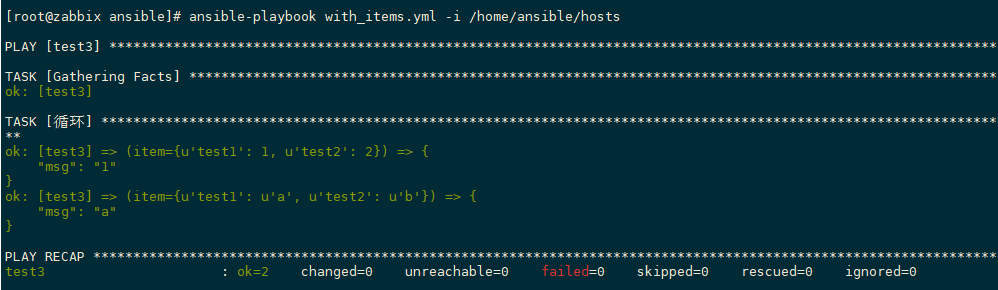 [root@zabbix ansible]# ansible-playbook with_items.yml -i /home/ansible/hosts
PLAY [test3] ***************************************************************************************************************
TASK [Gathering Facts] *****************************************************************************************************
ok: [test3]
TASK [循环] ****************************************************************************************************************
**
ok: [test3] => (item={u'test1': 1, u'test2': 2}) => {
    "msg": "1"
}
ok: [test3] => (item={u'test1': u'a', u'test2': u'b'}) => {
    "msg": "a"
}
PLAY RECAP *****************************************************************************************************************
test3                      : ok=2    changed=0    unreachable=0    failed=0    skipped=0    rescued=0    ignored=0